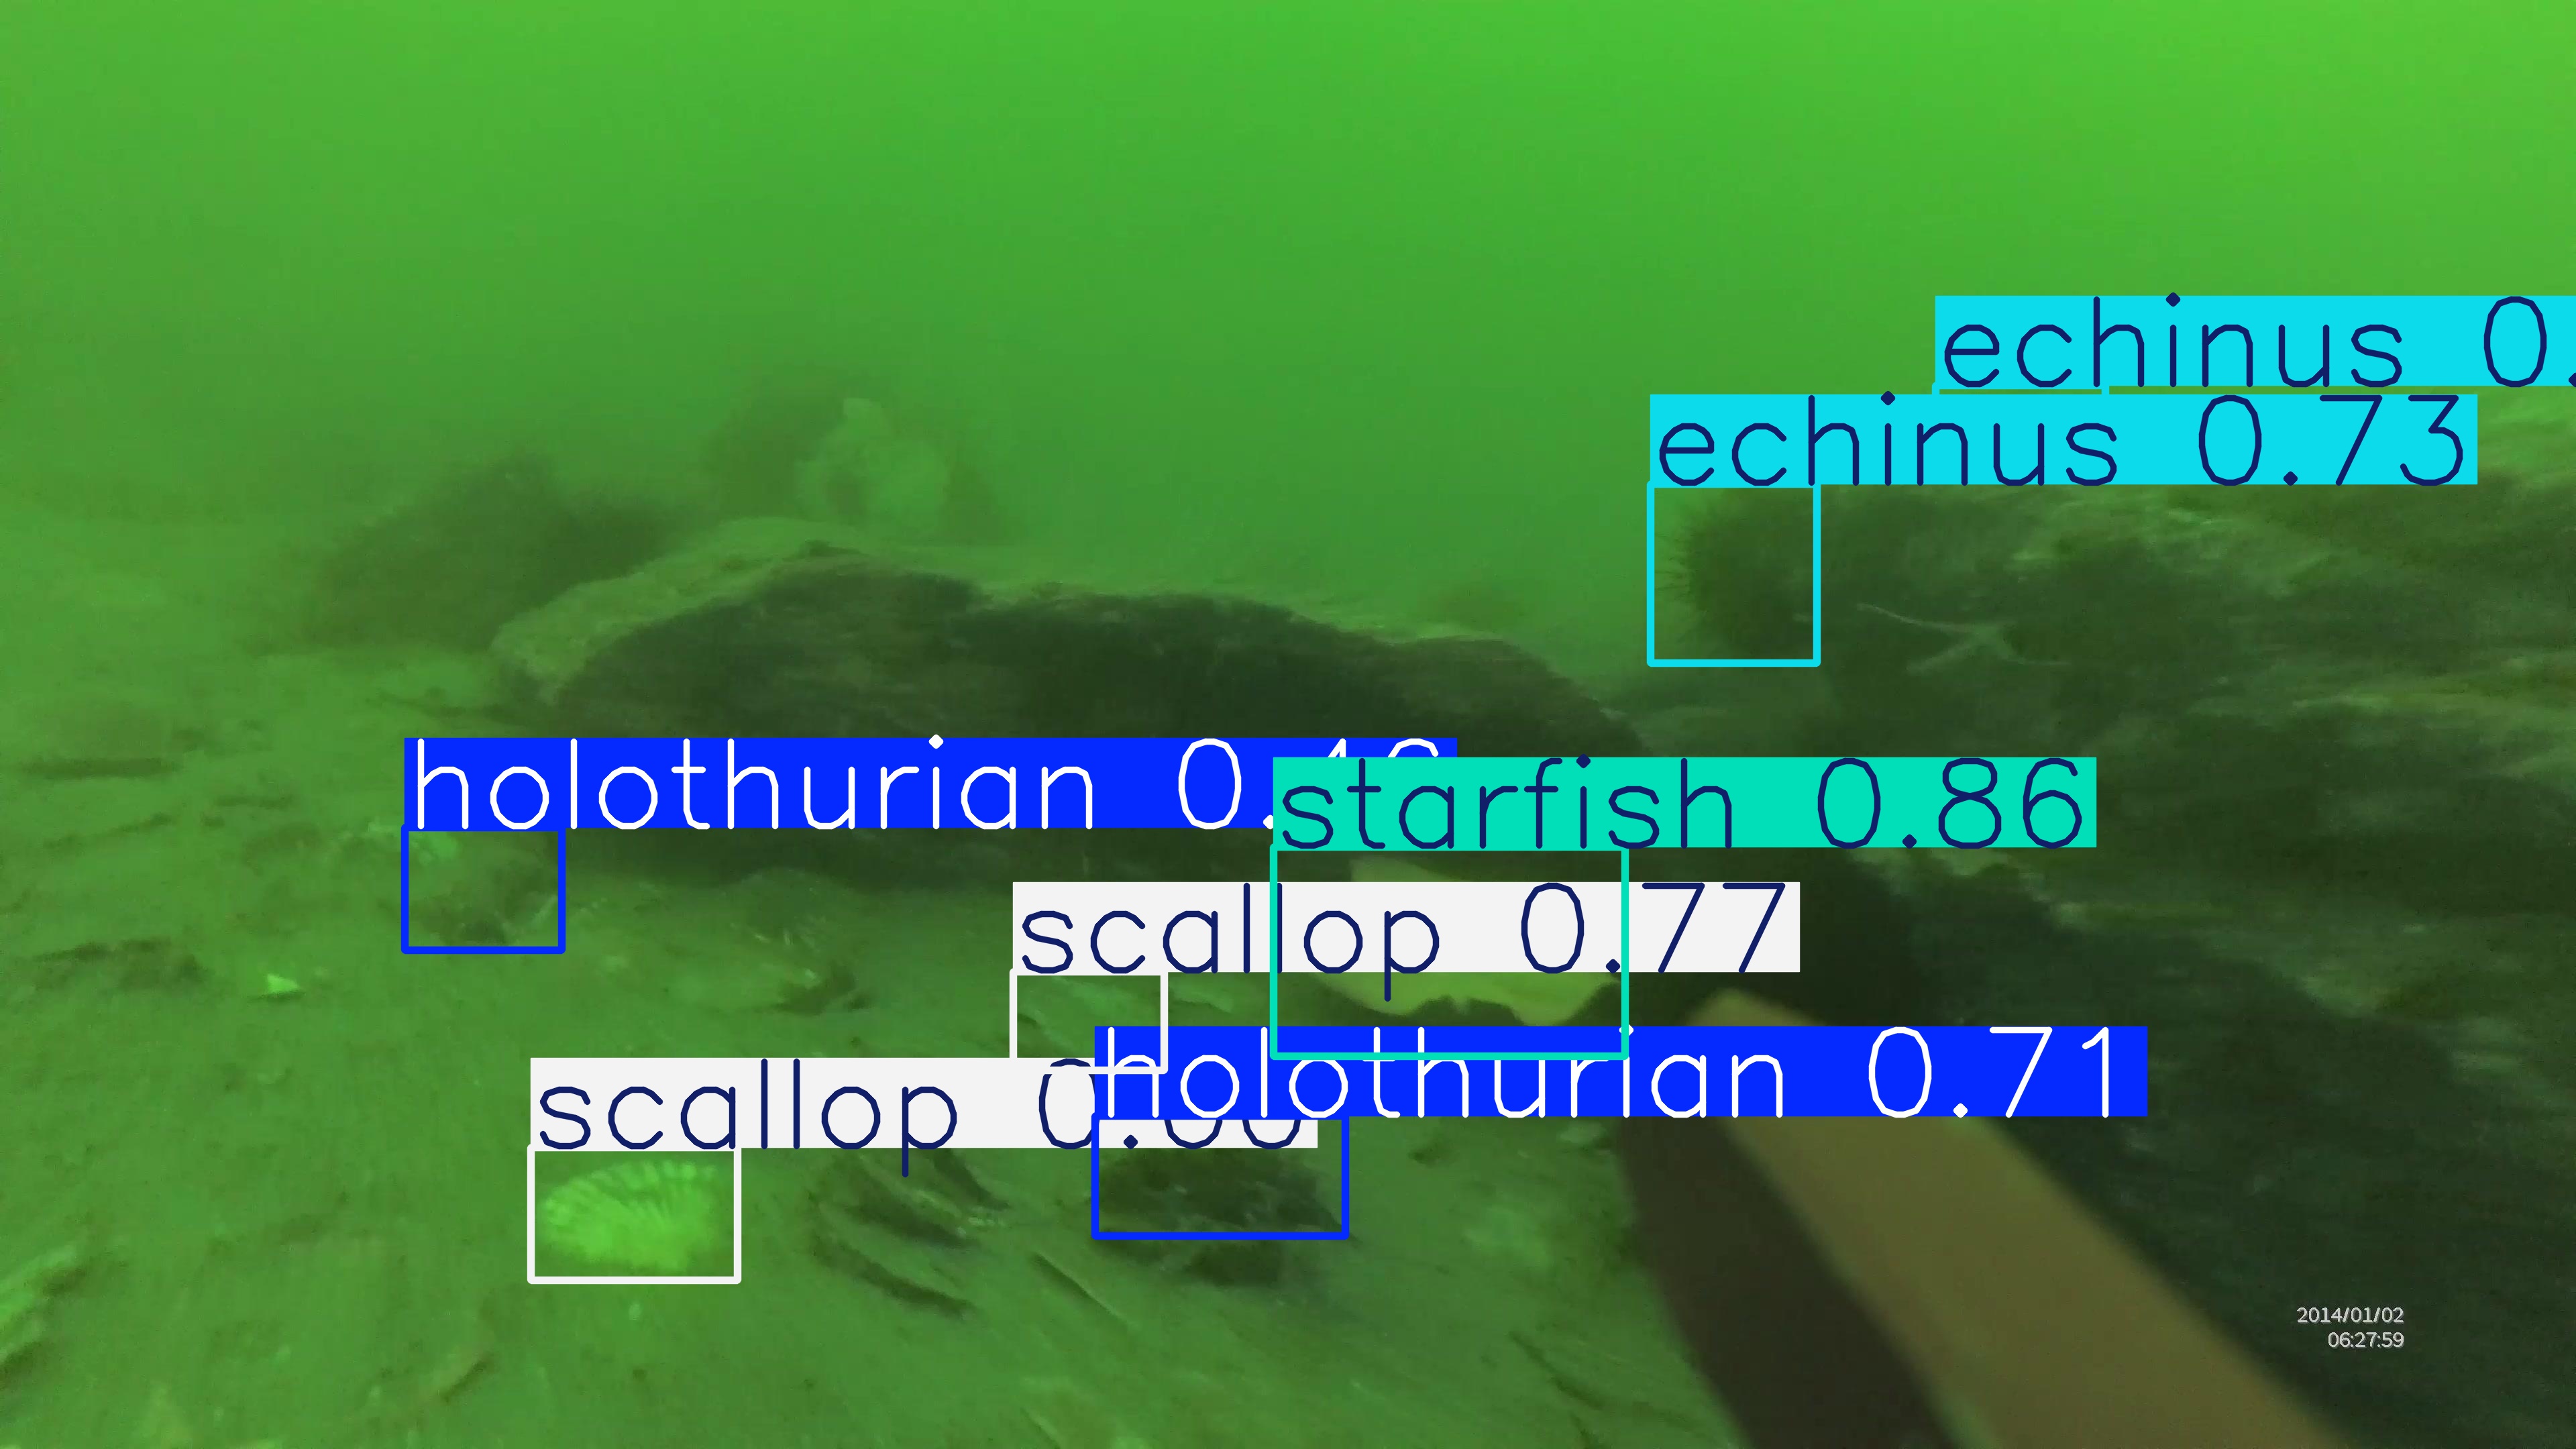 echinus 0.
echinus 0.73
holothurian 0.
starfish 0.86
scallop 0.77
holothurian 0.71
scallop 0.
2014/01/02
06:27:59